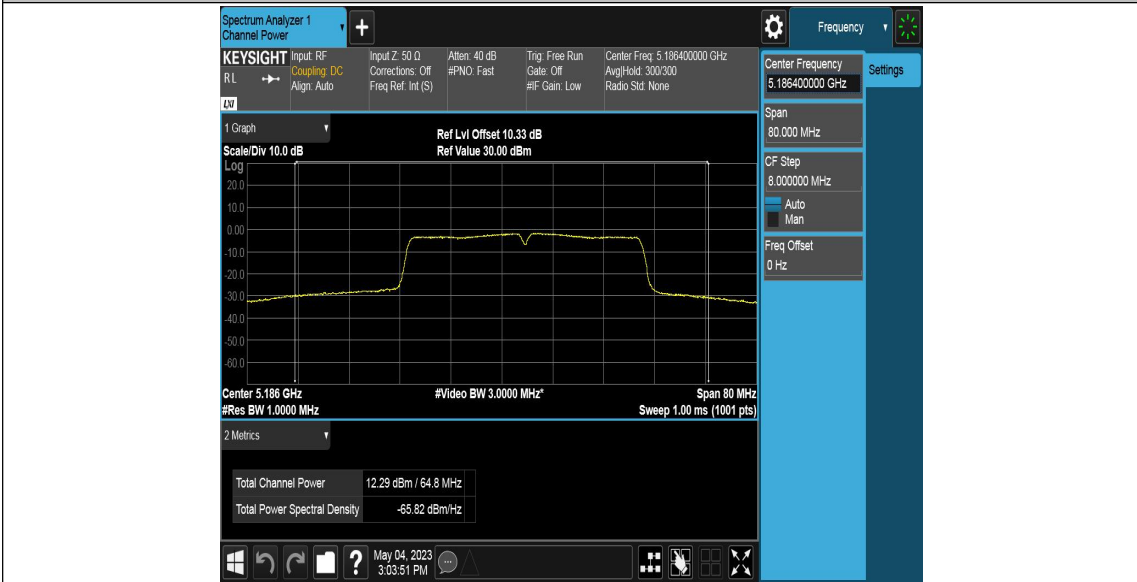 Spectrum Analyzer 1
Channel Power
+
Frequency
KEYSIGHT
R L
LXI
Input: RF
Coupling: DC
Align: Auto
Input Z: 50 Ω
Corrections: Off
Freq Ref: Int (S)
Atten: 40 dB
#PNO: Fast
Trig: Free Run
Gate: Off
#IF Gain: Low
Center Freq: 5.186400000 GHz
Avg|Hold: 300/300
Radio Std: None
Center Frequency
5.186400000 GHz
Settings
Span
80.000 MHz
CF Step
8.000000 MHz
Auto
Man
Freq Offset
0 Hz
1 Graph
Scale/Div 10.0 dB
Ref Lvl Offset 10.33 dB
Ref Value 30.00 dBm
Log
20.0
10.0
0.00
-10.0
-20.0
-30.0
-40.0
-50.0
-60.0
Center 5.186 GHz
#Res BW 1.0000 MHz
#Video BW 3.0000 MHz*
Span 80 MHz
Sweep 1.00 ms (1001 pts)
2 Metrics
Total Channel Power 12.29 dBm / 64.8 MHz
Total Power Spectral Density -65.82 dBm/Hz
?
May 04, 2023
3:03:51 PM